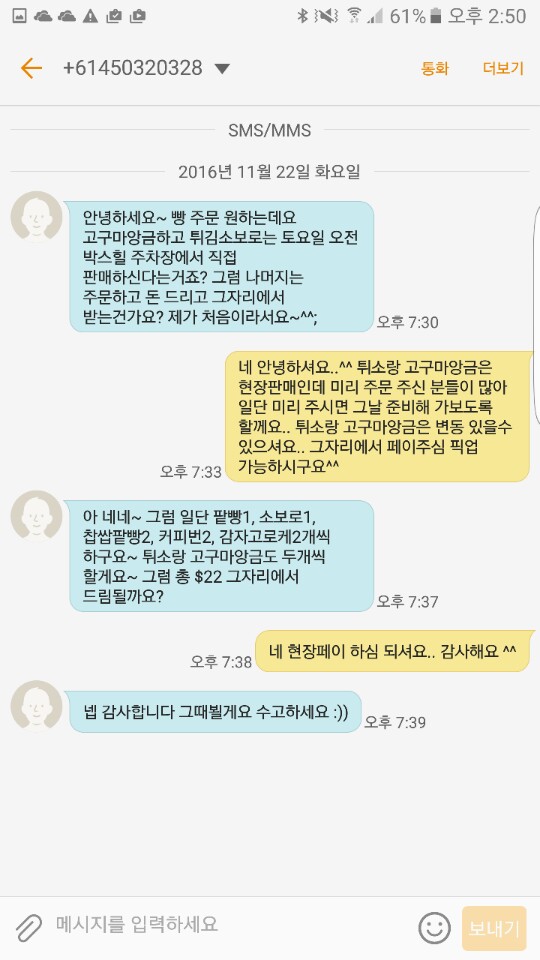 61% 오후 2:50
+61450320328
통화
더보기
SMS/MMS
2016년 11월 22일 화요일
안녕하세요~ 빵 주문 원하는데요
고구마앙금하고 튀김소보로는 토요일 오전
박스힐 주차장에서 직접
판매하신다는거죠? 그럼 나머지는
주문하고 돈 드리고 그자리에서
받는건가요? 제가 처음이라서요~^^;
오후 7:30
네 안녕하셔요..^^ 튀소랑 고구마앙금은
현장판매인데 미리 주문 주신 분들이 많아
일단 미리 주시면 그날 준비해 가보도록
할께요.. 튀소랑 고구마앙금은 변동 있을수
있으셔요.. 그자리에서 페이주심 픽업
가능하시구요^^
오후 7:33
아 네네~ 그럼 일단 팥빵1, 소보로1,
찹쌉팥빵2, 커피번2, 감자고로케2개씩
하구요~ 튀소랑 고구마앙금도 두개씩
할게요~ 그럼 총 $22 그자리에서
드림될까요?
오후 7:37
네 현장페이 하심 되셔요.. 감사해요 ^^
오후 7:38
넵 감사합니다 그때뵐게요 수고하세요 :))
오후 7:39
메시지를 입력하세요
보내기